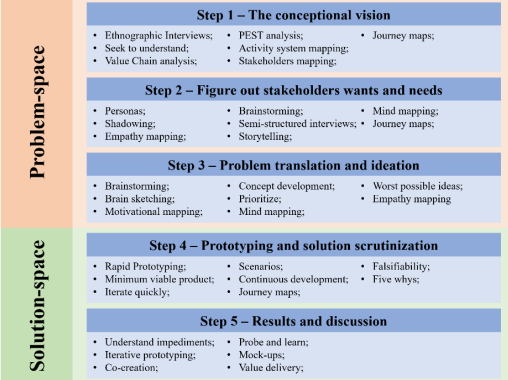 Problem-space
Step 1 – The conceptual vision
• Ethnographic Interviews; • PEST analysis; • Journey maps;
• Seek to understand; • Activity system mapping;
• Value Chain analysis; • Stakeholders mapping;
Step 2 – Figure out stakeholders wants and needs
• Personas; • Brainstorming; • Mind mapping;
• Shadowing; • Semi-structured interviews; • Journey maps;
• Empathy mapping; • Storytelling;
Step 3 – Problem translation and ideation
• Brainstorming; • Concept development; • Worst possible ideas;
• Brain sketching; • Prioritize; • Empathy mapping
• Motivational mapping; • Mind mapping;
Solution-space
Step 4 – Prototyping and solution scrutinization
• Rapid Prototyping; • Scenarios; • Falsifiability;
• Minimum viable product; • Continuous development; • Five whys;
• Iterate quickly; • Journey maps;
Step 5 – Results and discussion
• Understand impediments; • Probe and learn;
• Iterative prototyping; • Mock-ups;
• Co-creation; • Value delivery;